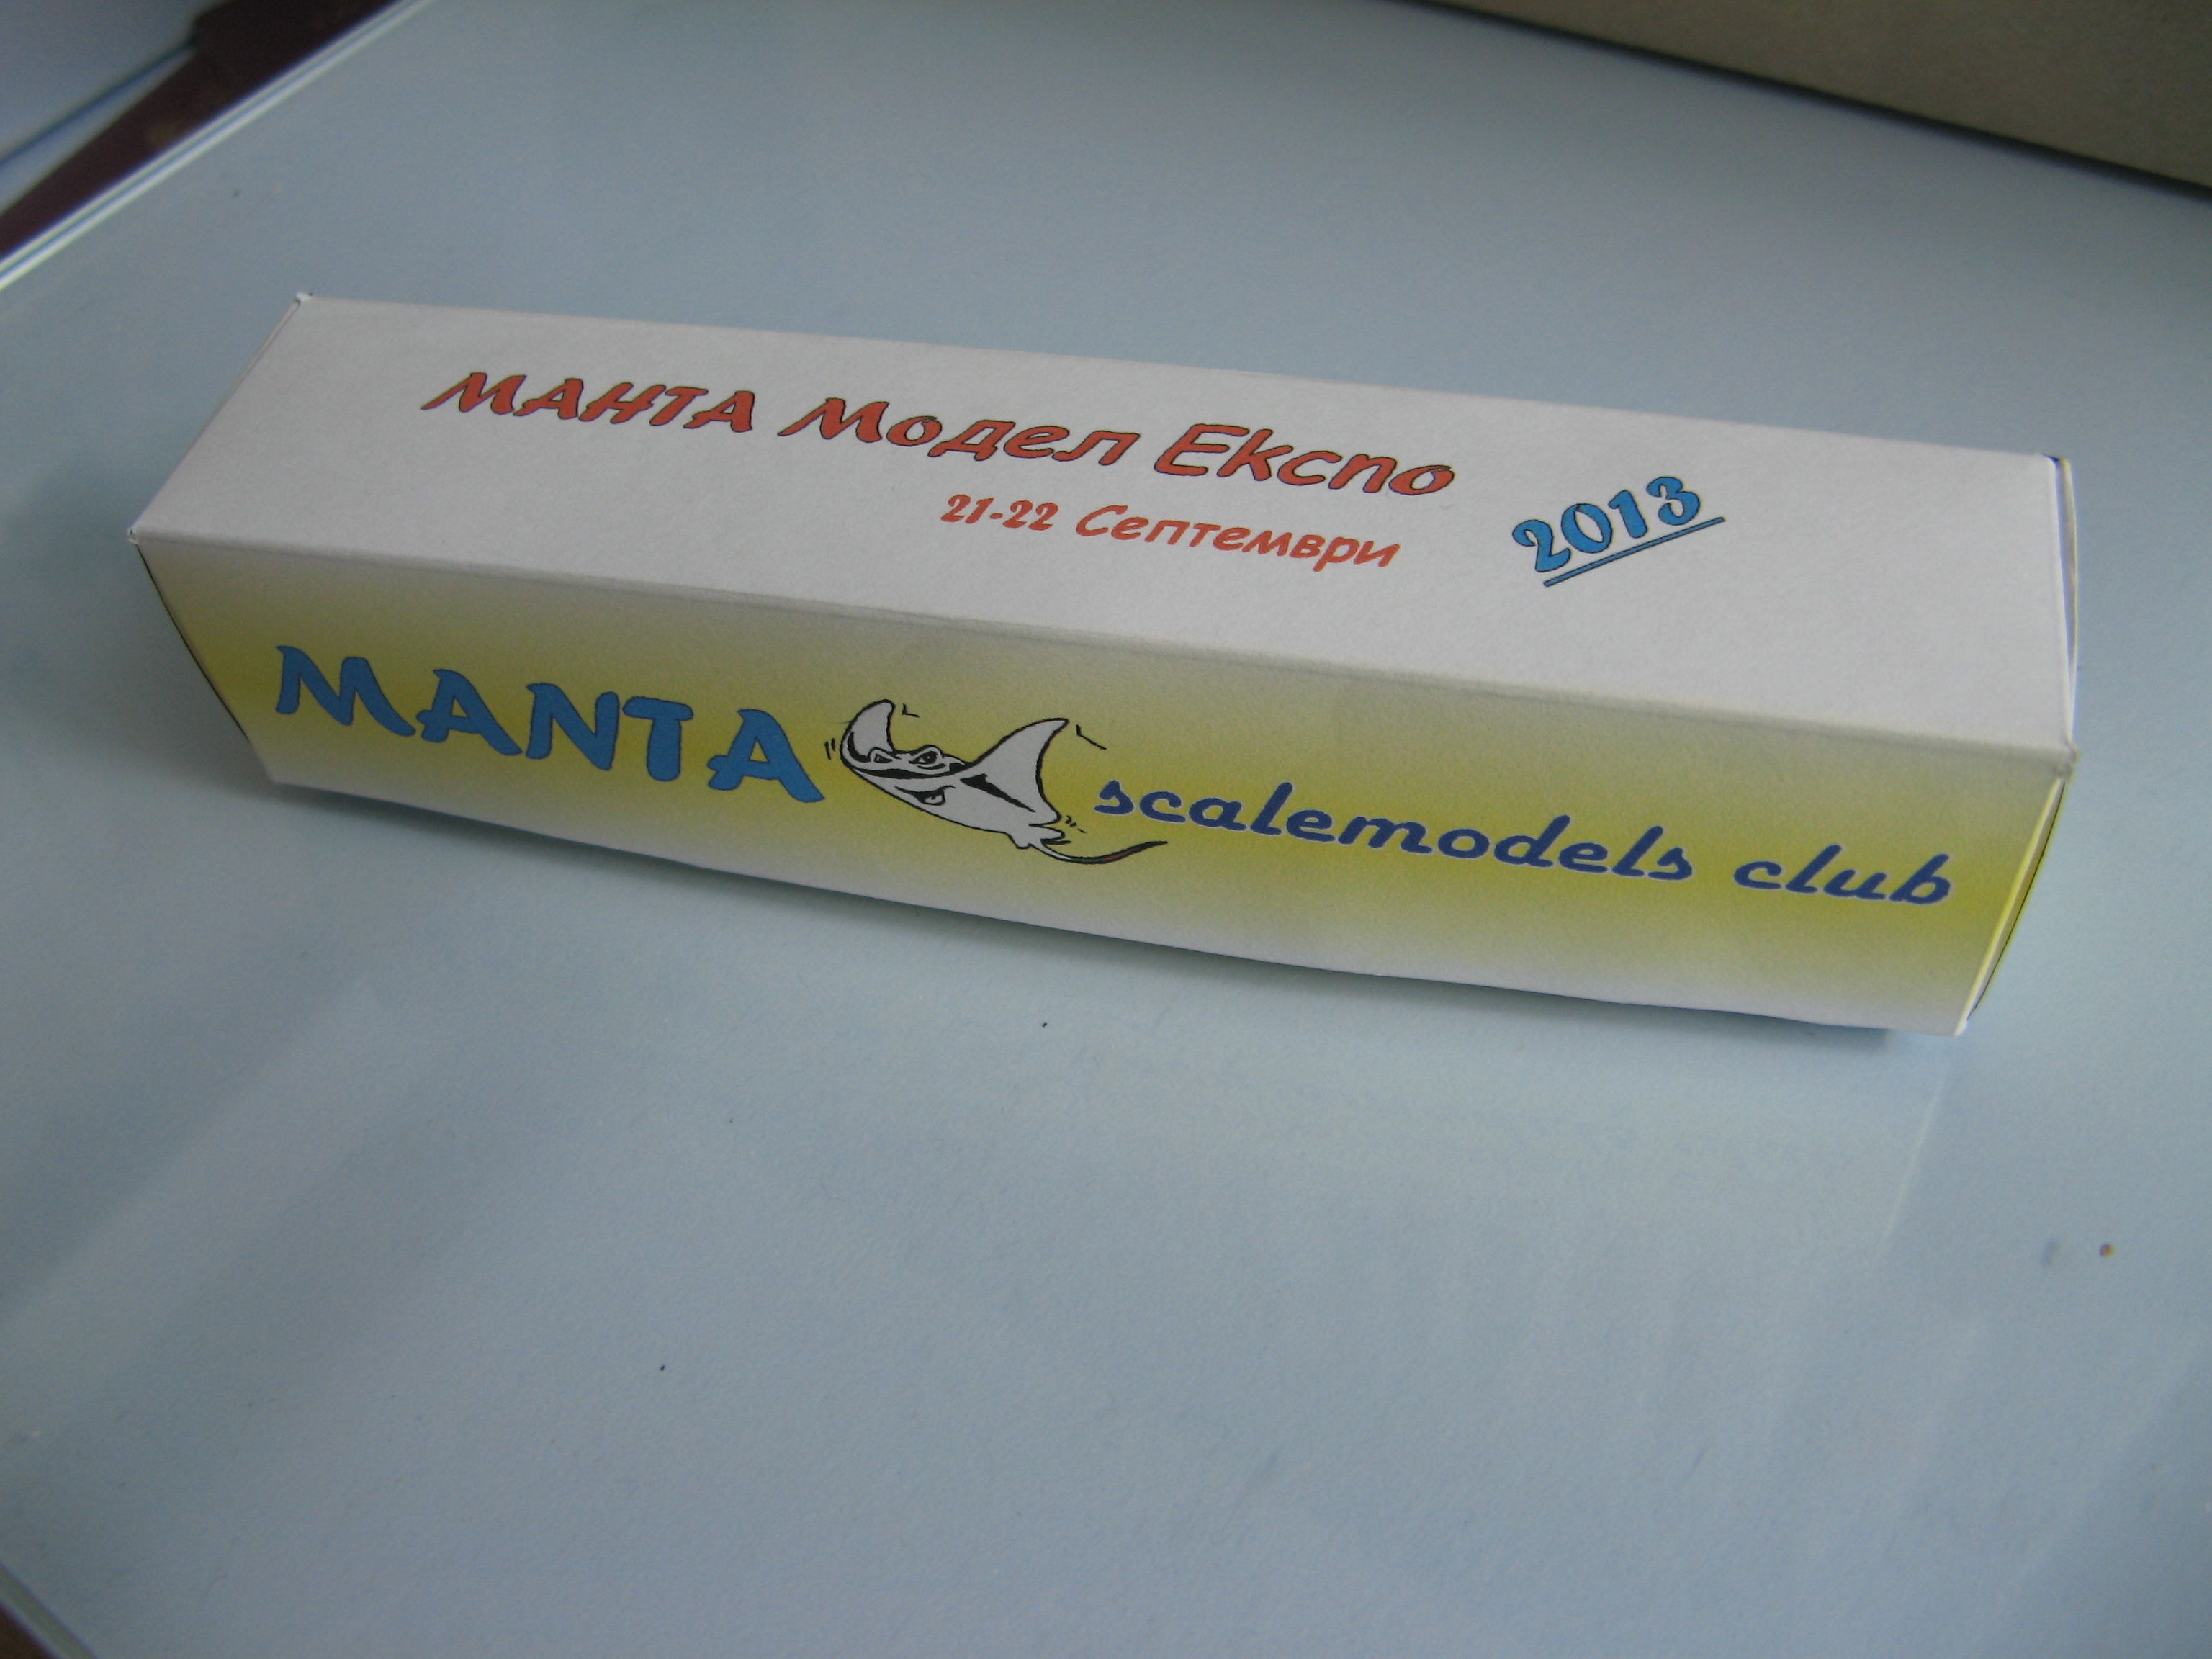 МАНТА Модел Експо
21-22 Септември
2013
MANTA scalemodels club